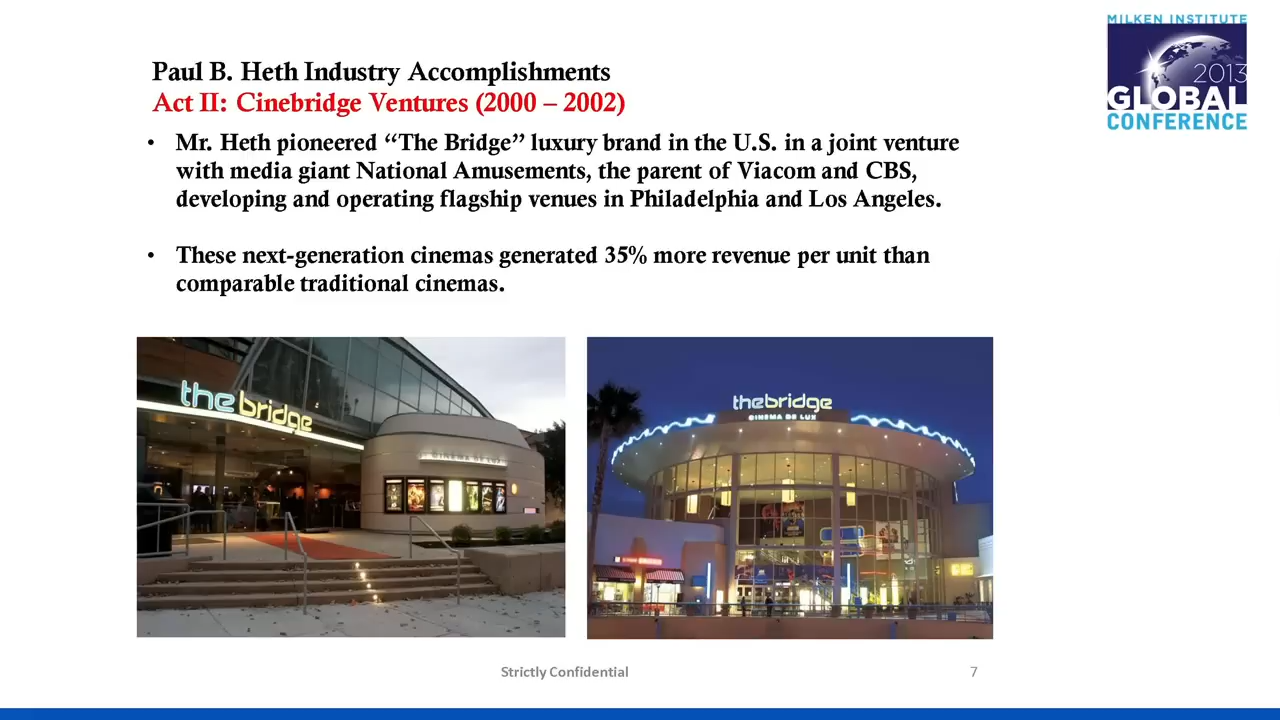 MILKEN INSTITUTE
2013
GLOBAL
CONFERENCE
Paul B. Heth Industry Accomplishments
Act II: Cinebridge Ventures (2000 – 2002)
• Mr. Heth pioneered “The Bridge” luxury brand in the U.S. in a joint venture
with media giant National Amusements, the parent of Viacom and CBS,
developing and operating flagship venues in Philadelphia and Los Angeles.
• These next-generation cinemas generated 35% more revenue per unit than
comparable traditional cinemas.
the bridge
CINEMA DE LUX
thebridge
CINEMA DE LUX
Strictly Confidential
7